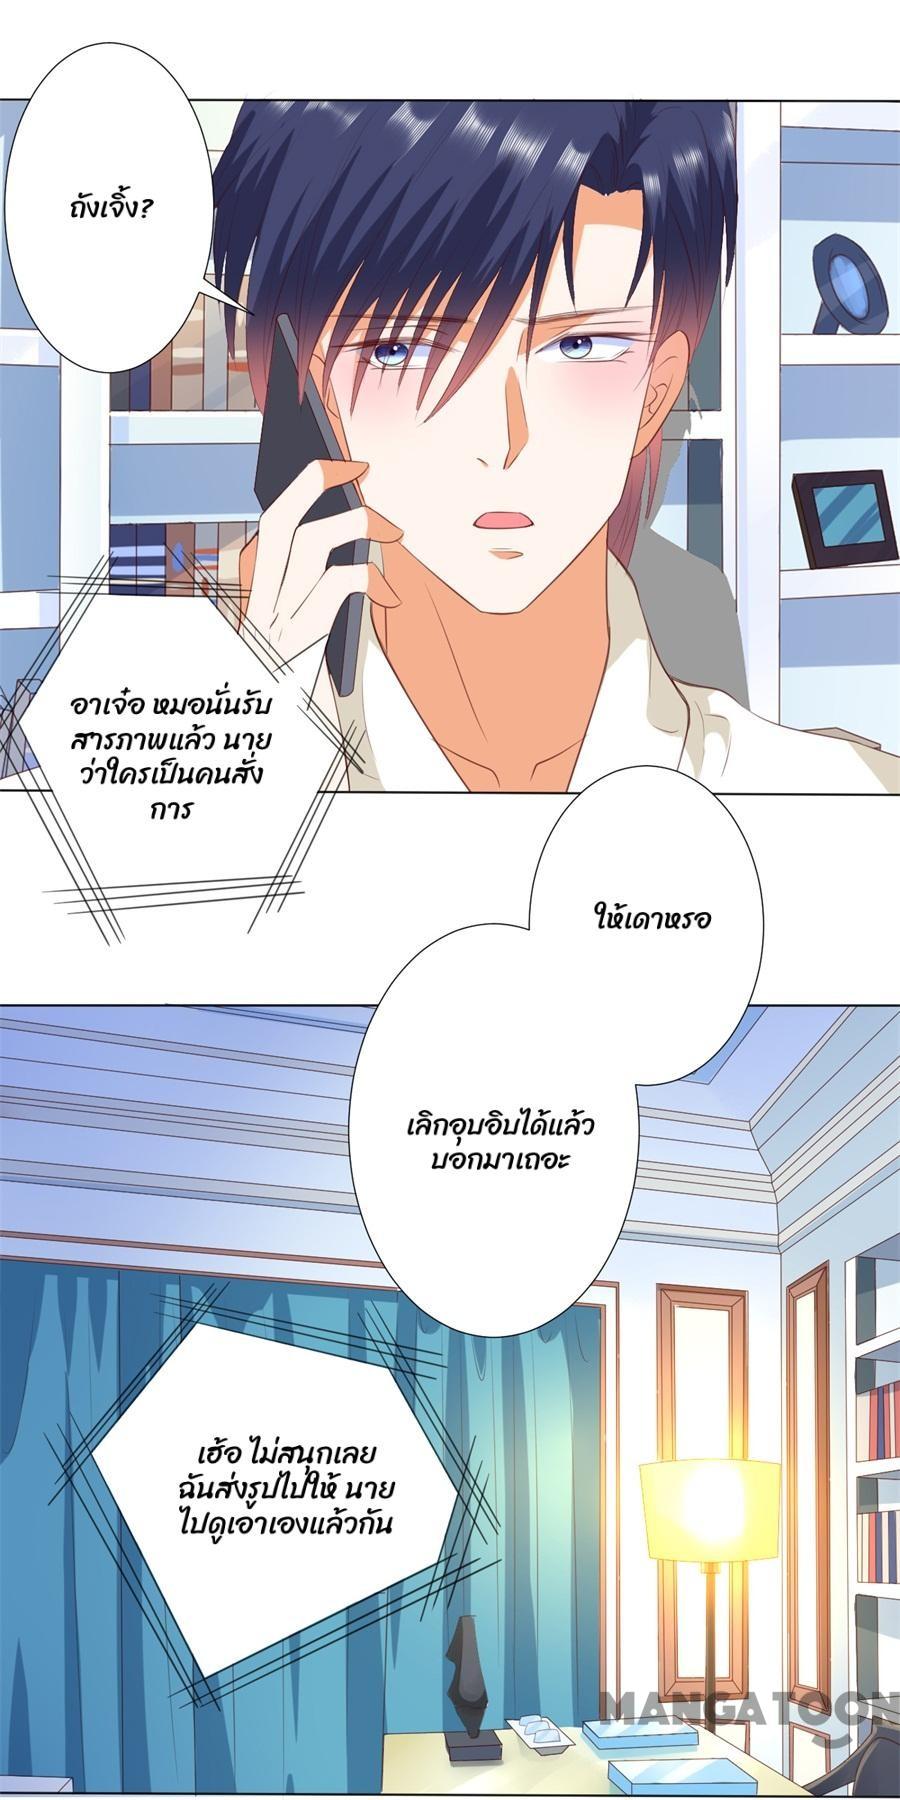 ถังเจิ้ง?
อาเจ๋อ หมอนั่นรับ
สารภาพแล้ว นาย
ว่าใครเป็นคนสั่ง
การ
ให้เดาหรอ
เลิกอุบอิบได้แล้ว
บอกมาเถอะ
เฮ้อ ไม่สนุกเลย
ฉันส่งรูปไปให้ นาย
ไปดูเอาเองแล้วกัน
MANGATOON